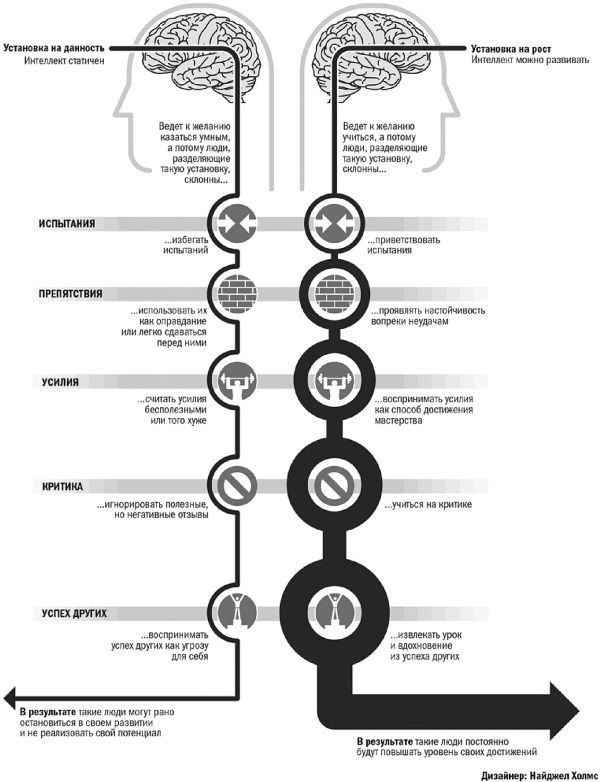 Установка на данность
Интеллект статичен
Установка на рост
Интеллект можно развивать
Ведет к желанию
казаться умным,
а потому люди,
разделяющие
такую установку,
склонны...
Ведет к желанию
учиться, а потому
люди, разделяющие
такую установку,
склонны...
ИСПЫТАНИЯ
...избегать
испытаний
...приветствовать
испытания
ПРЕПЯТСТВИЯ
...использовать их
как оправдание
или легко сдаваться
перед ними
...проявлять настойчивость
вопреки неудачам
УСИЛИЯ
...считать усилия
бесполезными
или того хуже
...воспринимать усилия
как способ достижения
мастерства
КРИТИКА
...игнорировать полезные,
но негативные отзывы
...учиться на критике
УСПЕХ ДРУГИХ
...воспринимать
успех других как угрозу
для себя
...извлекать урок
и вдохновение
из успеха других
В результате такие люди могут рано
остановиться в своем развитии
и не реализовать свой потенциал
В результате такие люди постоянно
будут повышать уровень своих достижений
Дизайнер: Найджел Холмс